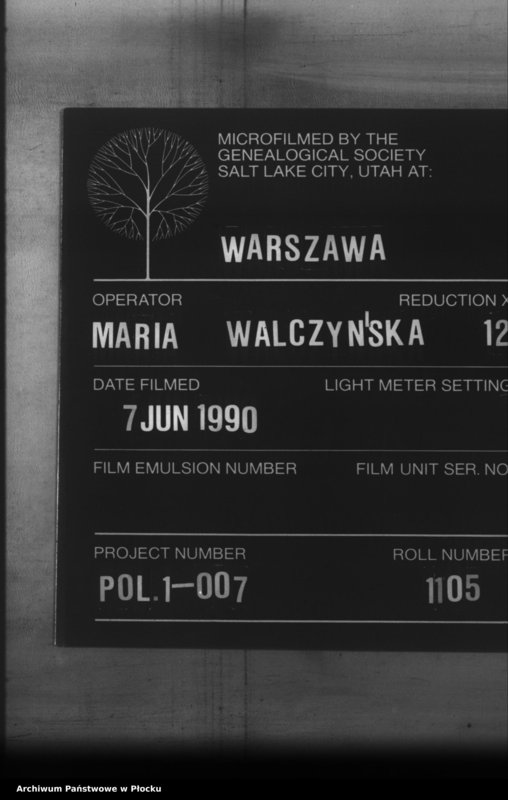 MICROFILMED BY THE
GENEALOGICAL SOCIETY
SALT LAKE CITY, UTAH AT:
WARSZAWA
OPERATOR REDUCTION X
MARIA WALCZYŃSKA 12
DATE FILMED LIGHT METER SETTING
7 JUN 1990
FILM EMULSION NUMBER FILM UNIT SER. NO
PROJECT NUMBER ROLL NUMBER
POL.1-007 1105
Archiwum Państwowe w Płocku